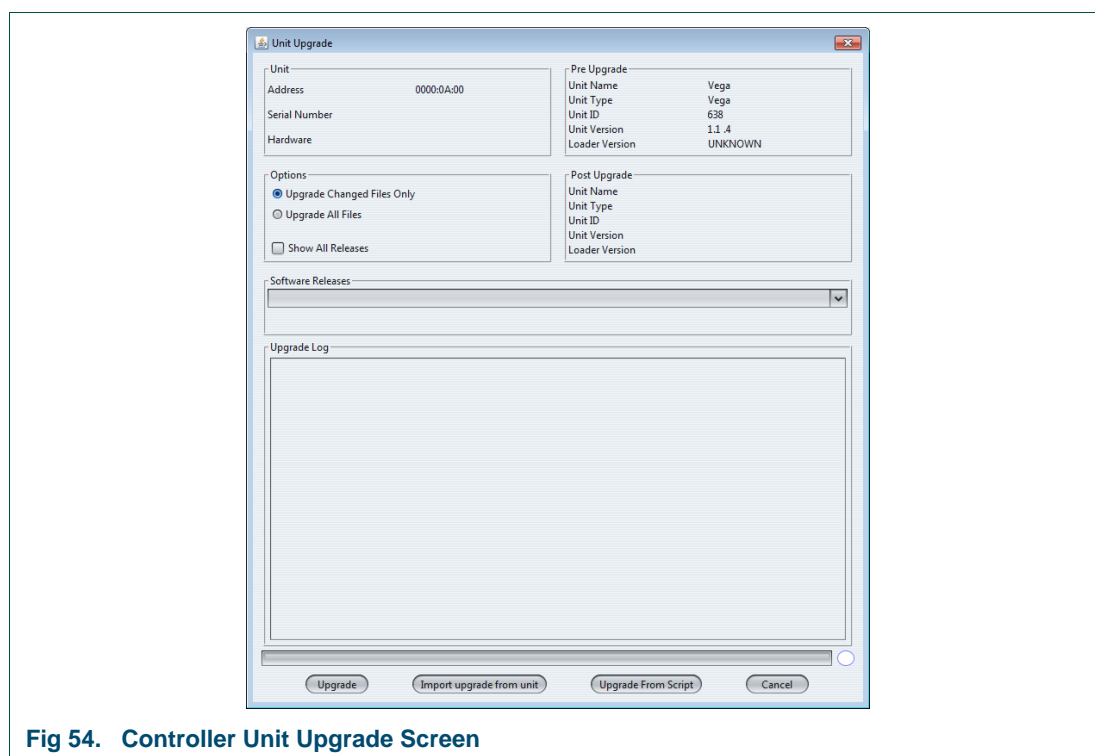 Unit Upgrade
Unit
Address 0000:0A:00
Serial Number
Hardware
Pre Upgrade
Unit Name Vega
Unit Type Vega
Unit ID 638
Unit Version 1.1 .4
Loader Version UNKNOWN
Options
Upgrade Changed Files Only
Upgrade All Files
Show All Releases
Post Upgrade
Unit Name
Unit Type
Unit ID
Unit Version
Loader Version
Software Releases
Upgrade Log
Upgrade Import upgrade from unit Upgrade From Script Cancel
Fig 54. Controller Unit Upgrade Screen